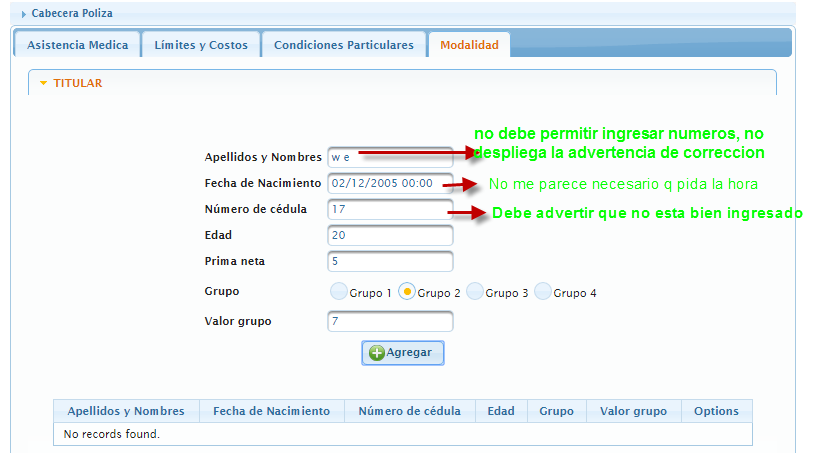 Cabecera Poliza
Asistencia Medica Límites y Costos Condiciones Particulares Modalidad
TITULAR
no debe permitir ingresar numeros, no
despliega la advertencia de correccion
Apellidos y Nombres w e
Fecha de Nacimiento 02/12/2005 00:00 No me parece necesario q pida la hora
Número de cédula 17 Debe advertir que no esta bien ingresado
Edad 20
Prima neta 5
Grupo Grupo 1 Grupo 2 Grupo 3 Grupo 4
Valor grupo 7
Agregar
Apellidos y Nombres Fecha de Nacimiento Número de cédula Edad Grupo Valor grupo Options
No records found.